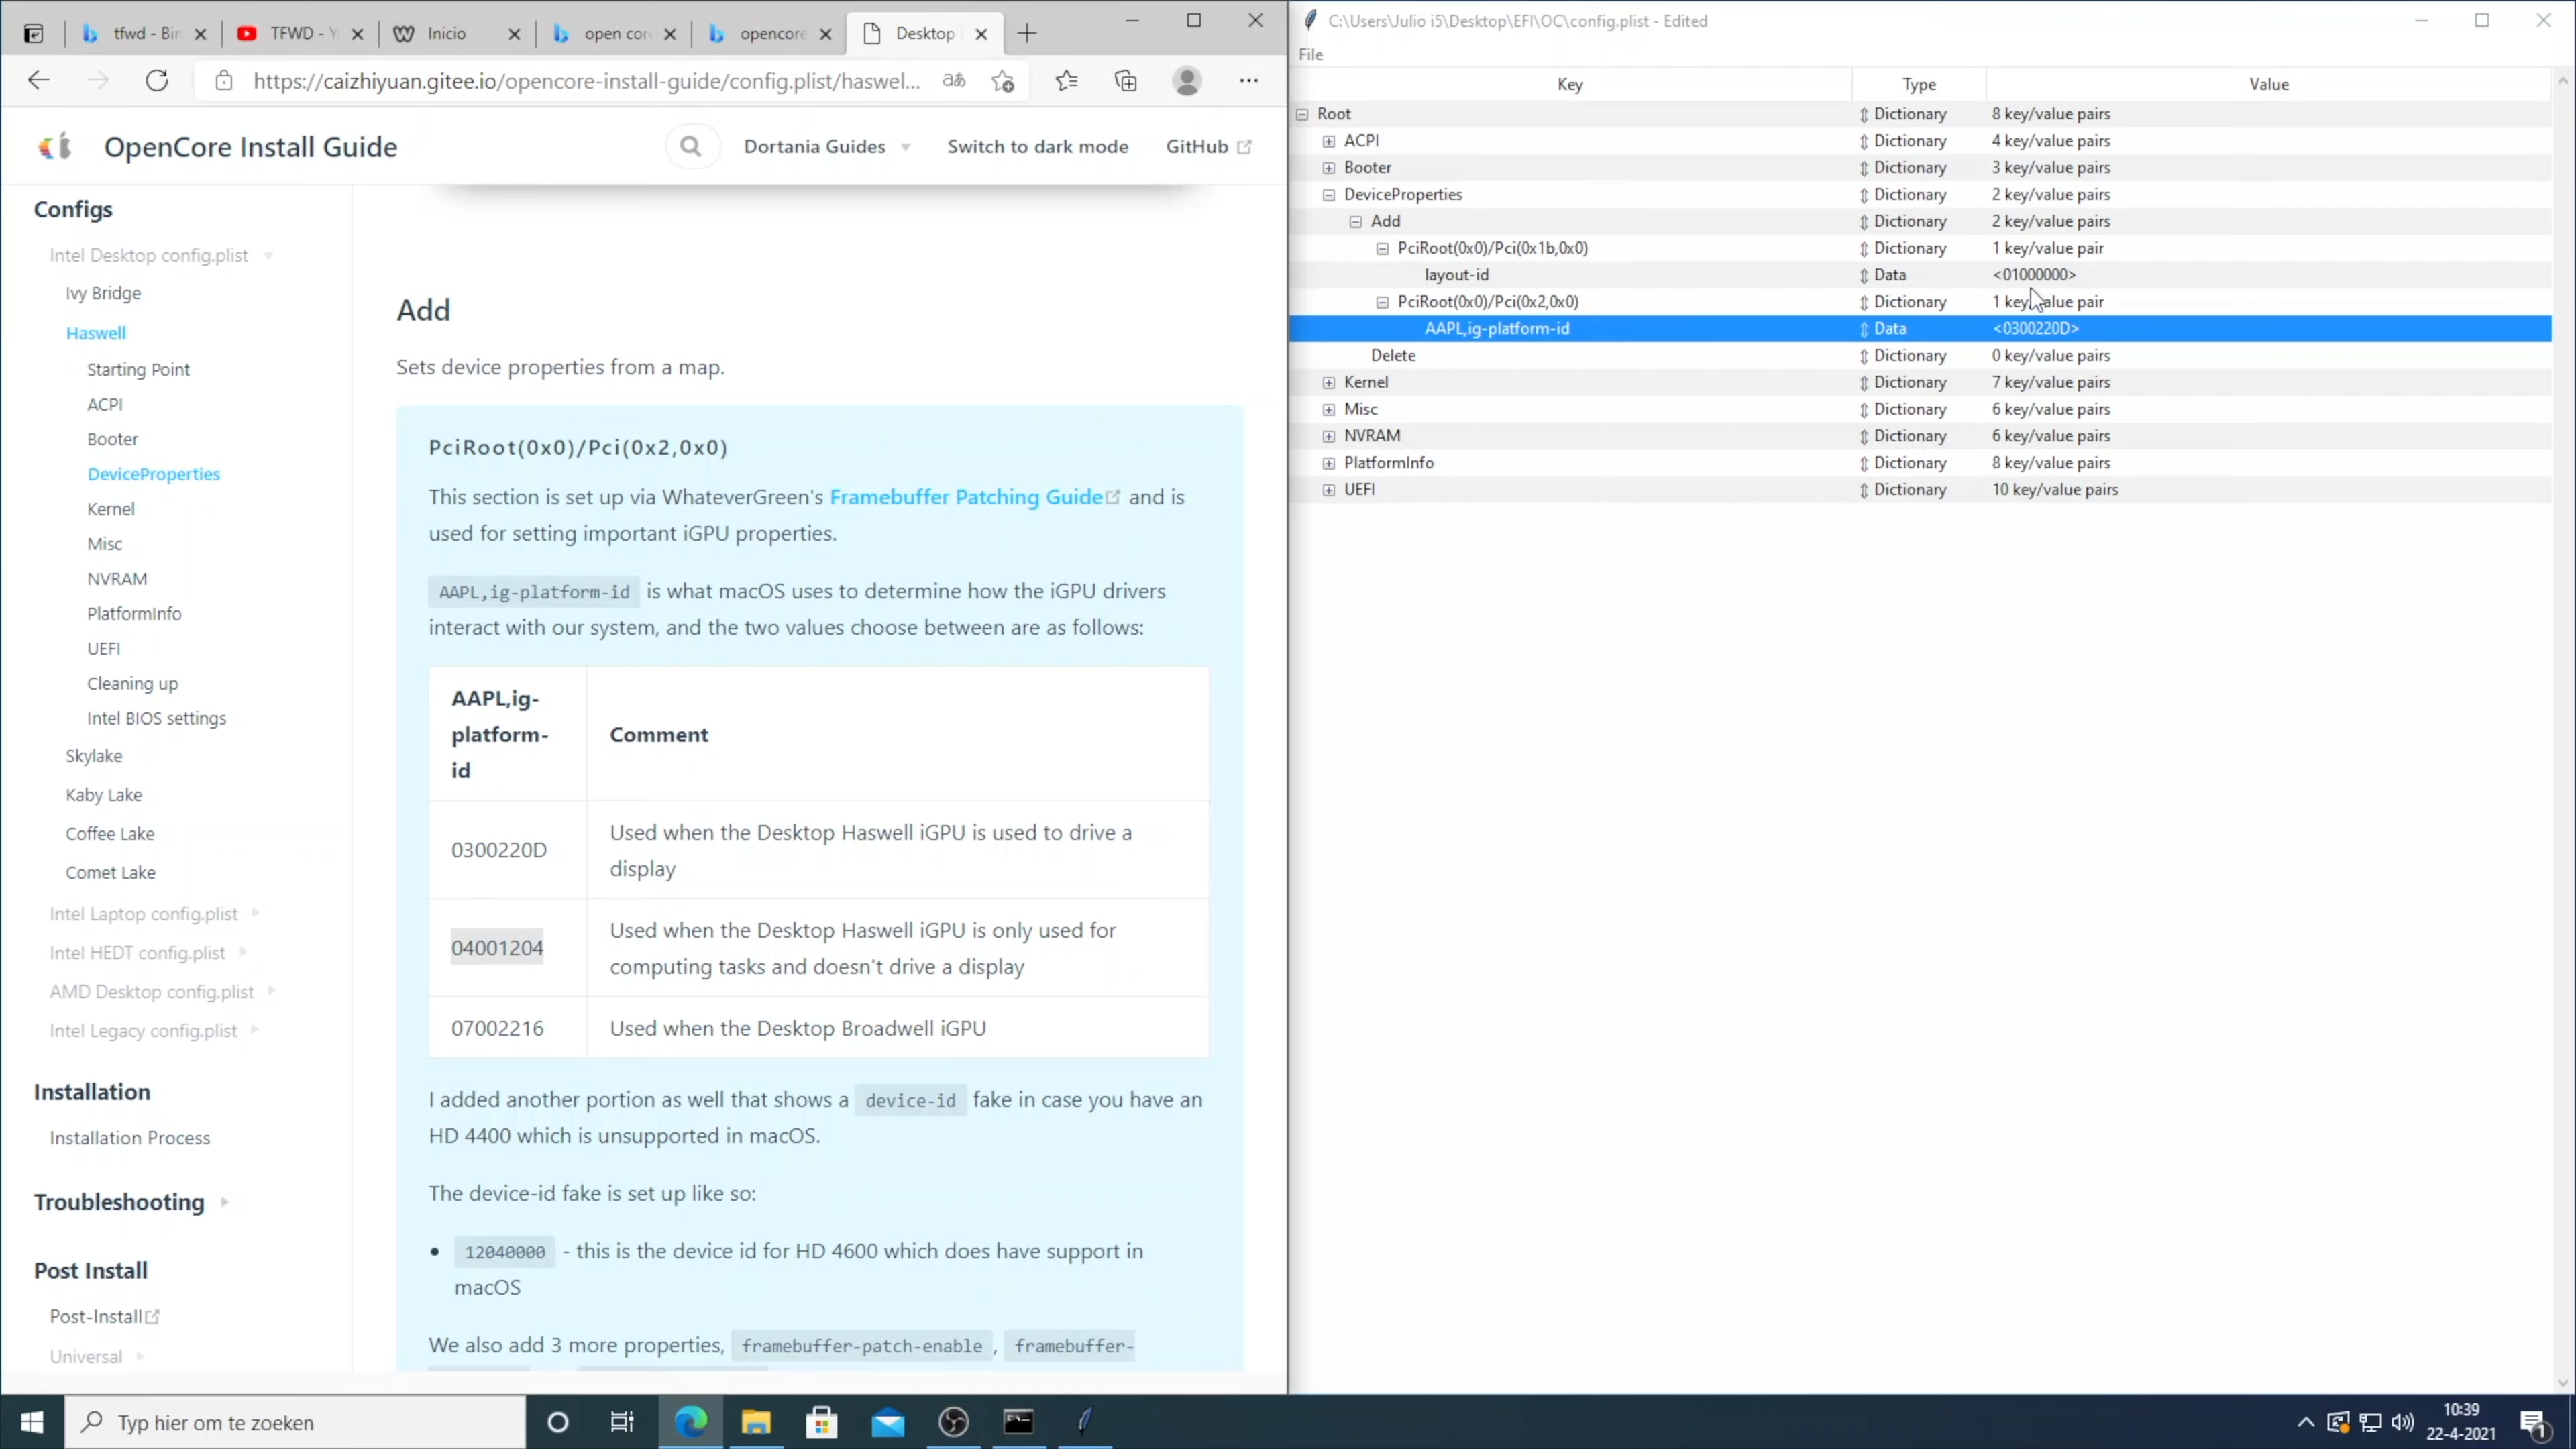 tfwd - Bin
TFWD - Y
Inicio
open cor
opencore
Desktop
https://caizhiyuan.gitee.io/opencore-install-guide/config.plist/haswel...
OpenCore Install Guide
Dortania Guides
Switch to dark mode
GitHub
Configs
Intel Desktop config.plist
Ivy Bridge
Haswell
Starting Point
ACPI
Booter
DeviceProperties
Kernel
Misc
NVRAM
PlatformInfo
UEFI
Cleaning up
Intel BIOS settings
Skylake
Kaby Lake
Coffee Lake
Comet Lake
Intel Laptop config.plist
Intel HEDT config.plist
AMD Desktop config.plist
Intel Legacy config.plist
Installation
Installation Process
Troubleshooting
Post Install
Post-Install
Universal
Add
Sets device properties from a map.
PciRoot(0x0)/Pci(0x2,0x0)
This section is set up via WhateverGreen's Framebuffer Patching Guide and is
used for setting important iGPU properties.
AAPL,ig-platform-id is what macOS uses to determine how the iGPU drivers
interact with our system, and the two values choose between are as follows:
AAPL,ig-
platform-
id
Comment
0300220D
Used when the Desktop Haswell iGPU is used to drive a
display
04001204
Used when the Desktop Haswell iGPU is only used for
computing tasks and doesn't drive a display
07002216
Used when the Desktop Broadwell iGPU
I added another portion as well that shows a device-id fake in case you have an
HD 4400 which is unsupported in macOS.
The device-id fake is set up like so:
• 12040000 - this is the device id for HD 4600 which does have support in
macOS
We also add 3 more properties, framebuffer-patch-enable , framebuffer-
C:\Users\Julio i5\Desktop\EFI\OC\config.plist - Edited
File
Key Type Value
Root Dictionary 8 key/value pairs
ACPI Dictionary 4 key/value pairs
Booter Dictionary 3 key/value pairs
DeviceProperties Dictionary 2 key/value pairs
Add Dictionary 2 key/value pairs
PciRoot(0x0)/Pci(0x1b,0x0) Dictionary 1 key/value pair
layout-id Data <01000000>
PciRoot(0x0)/Pci(0x2,0x0) Dictionary 1 key/value pair
AAPL,ig-platform-id Data <0300220D>
Delete Dictionary 0 key/value pairs
Kernel Dictionary 7 key/value pairs
Misc Dictionary 6 key/value pairs
NVRAM Dictionary 6 key/value pairs
PlatformInfo Dictionary 8 key/value pairs
UEFI Dictionary 10 key/value pairs
Typ hier om te zoeken
10:39
22-4-2021
1